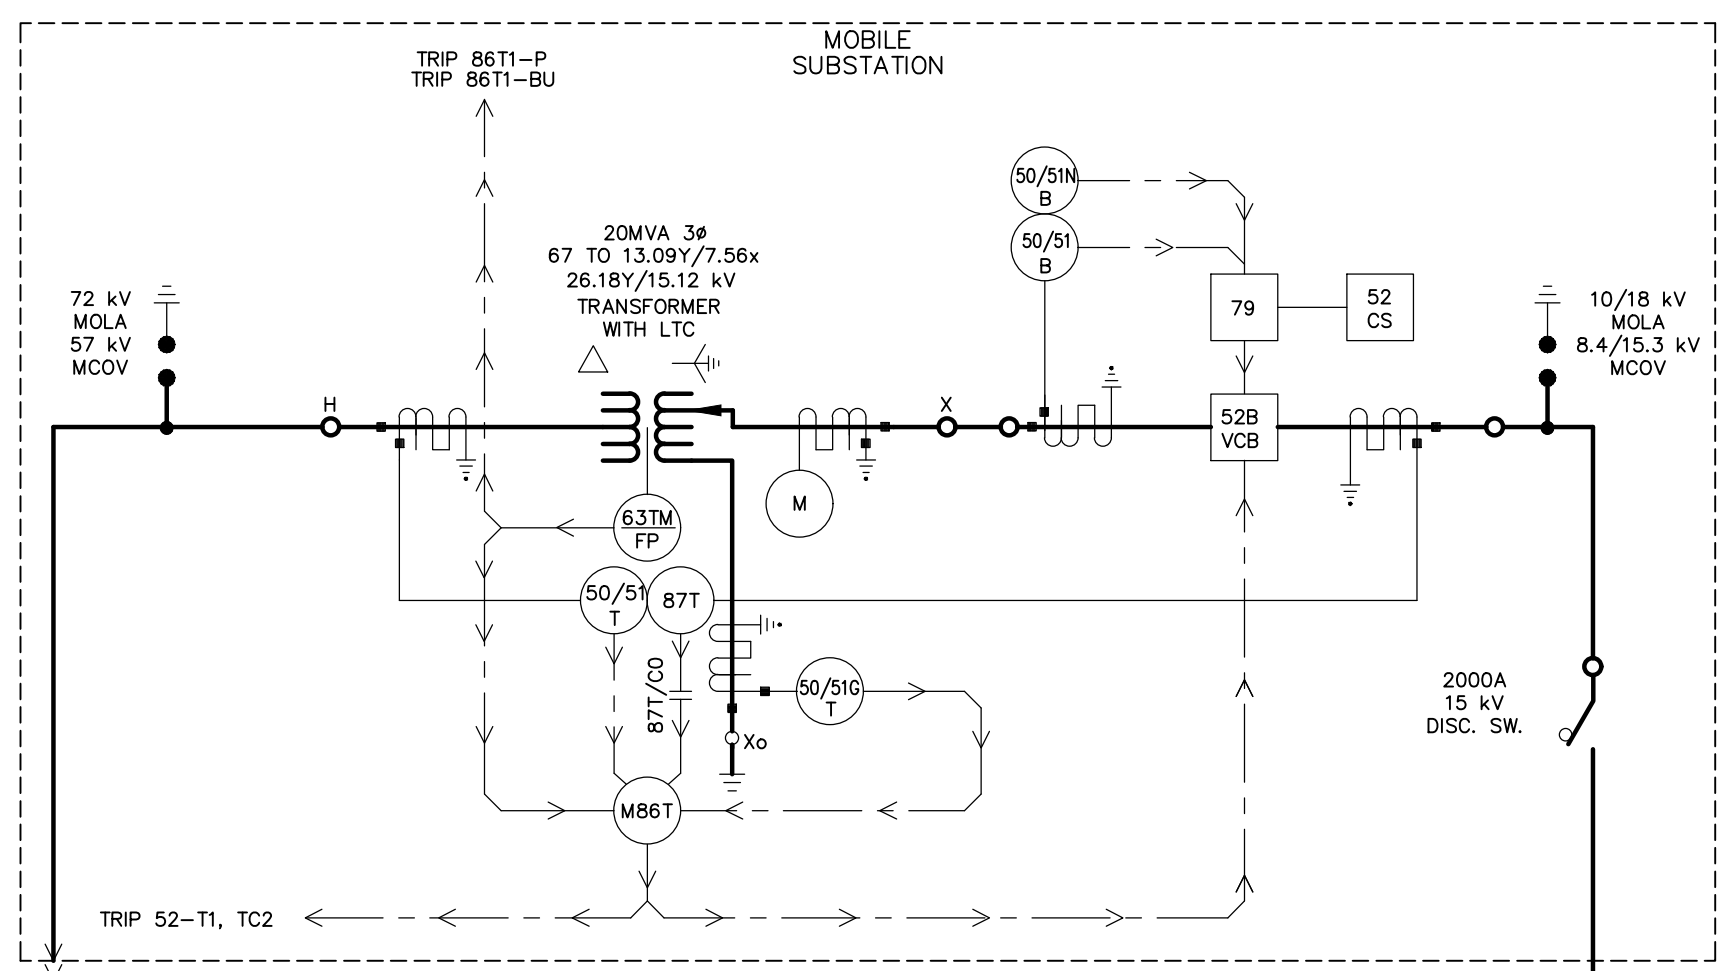 MOBILE
SUBSTATION
TRIP 86T1-P
TRIP 86T1-BU
50/51N
B
50/51
B
20MVA 3ø
67 TO 13.09Y/7.56x
26.18Y/15.12 kV
TRANSFORMER
WITH LTC
72 kV
MOLA
57 kV
MCOV
79
52
CS
10/18 kV
MOLA
8.4/15.3 kV
MCOV
H
X
52B
VCB
M
63TM
FP
50/51
T
87T
87T/CO
50/51G
T
Xo
2000A
15 kV
DISC. SW.
M86T
TRIP 52-T1, TC2